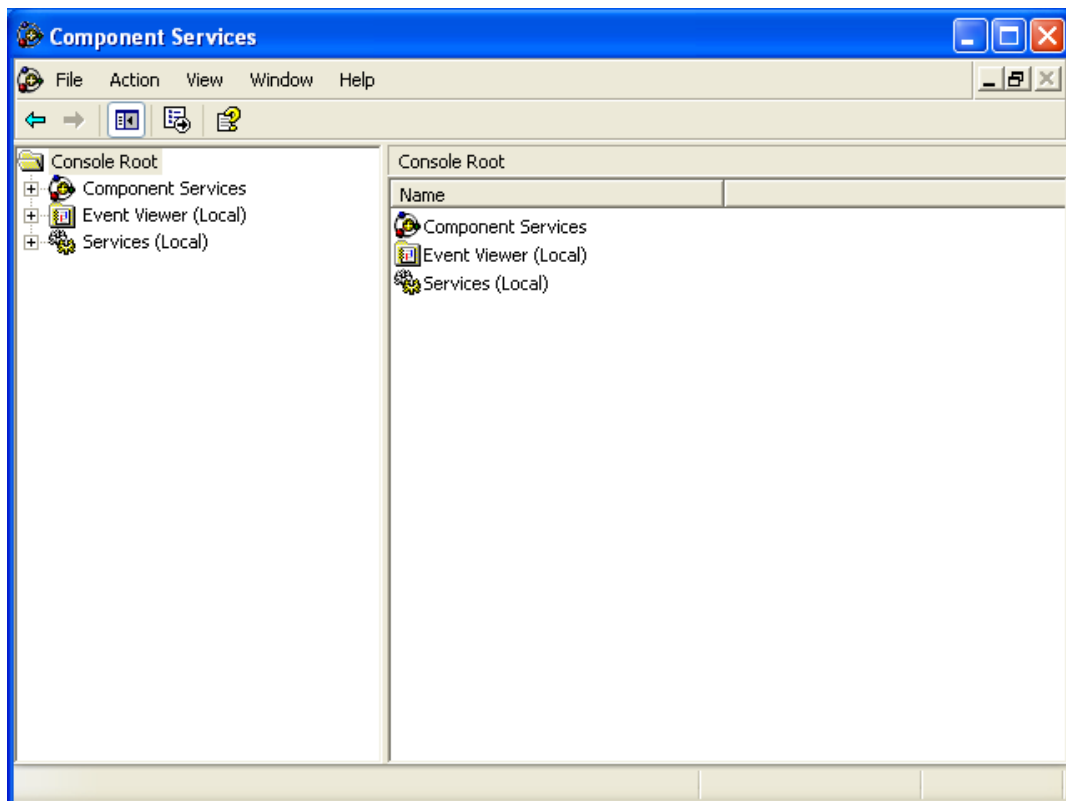 Component Services
File Action View Window Help
Console Root
Component Services
Event Viewer (Local)
Services (Local)
Console Root
Name
Component Services
Event Viewer (Local)
Services (Local)